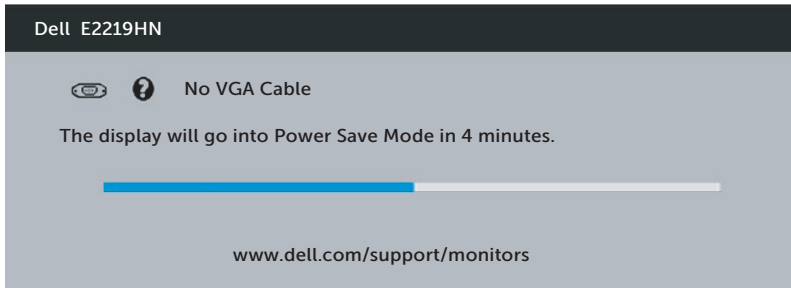 Dell E2219HN
No VGA Cable
The display will go into Power Save Mode in 4 minutes.
www.dell.com/support/monitors